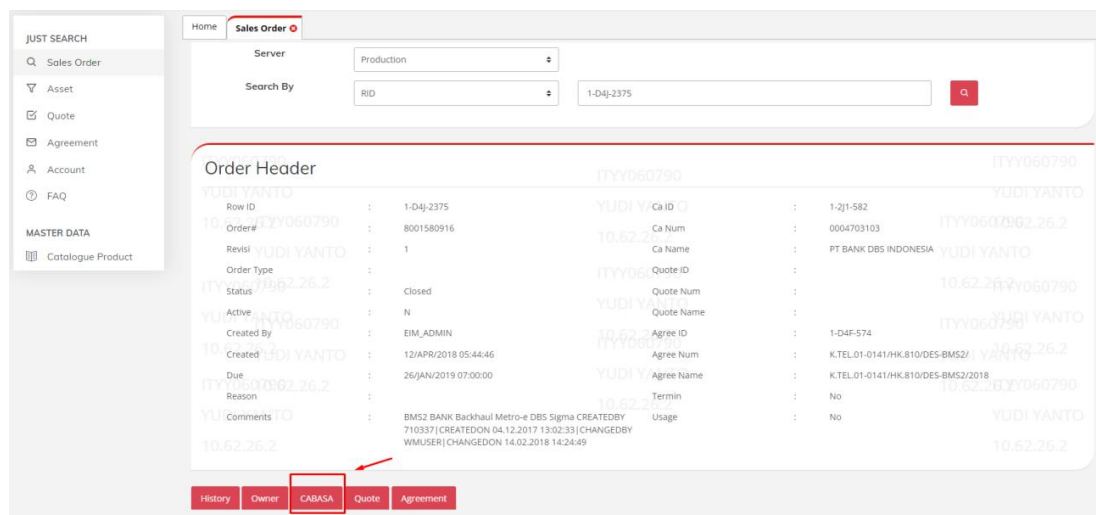 JUST SEARCH
Sales Order
Asset
Quote
Agreement
Account
FAQ
MASTER DATA
Catalogue Product
Home
Sales Order
Server
Production
Search By
RID
1-D4J-2375
Order Header
Row ID : 1-D4J-2375
Order# : 8001580916
Revisi : 1
Order Type :
Status : Closed
Active : N
Created By : EIM_ADMIN
Created : 12/APR/2018 05:44:46
Due : 26/JAN/2019 07:00:00
Reason :
Comments : BMS2 BANK Backhaul Metro-e DBS Sigma CREATEDBY
710337|CREATEDON 04.12.2017 13:02:33|CHANGEDBY
WMUSER|CHANGEDON 14.02.2018 14:24:49
Ca ID : 1-2J1-582
Ca Num : 0004703103
Ca Name : PT BANK DBS INDONESIA
Quote ID :
Quote Num :
Quote Name :
Agree ID : 1-D4F-574
Agree Num : K.TEL.01-0141/HK.810/DES-BMS2/
Agree Name : K.TEL.01-0141/HK.810/DES-BMS2/2018
Termin : No
Usage : No
ITYY060790
YUDI YANTO
10.62.26.2
History
Owner
CABASA
Quote
Agreement